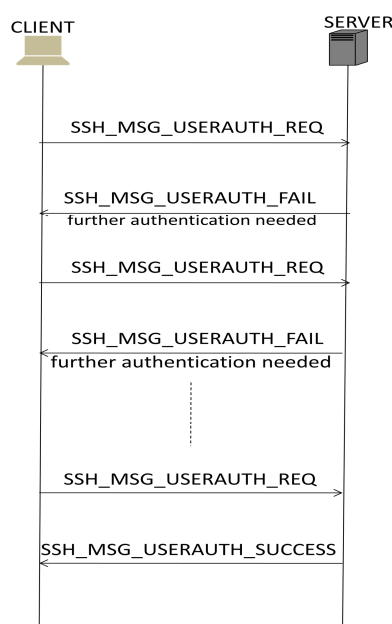 CLIENT
SERVER
SSH_MSG_USERAUTH_REQ
SSH_MSG_USERAUTH_FAIL
further authentication needed
SSH_MSG_USERAUTH_REQ
SSH_MSG_USERAUTH_FAIL
further authentication needed
SSH_MSG_USERAUTH_REQ
SSH_MSG_USERAUTH_SUCCESS